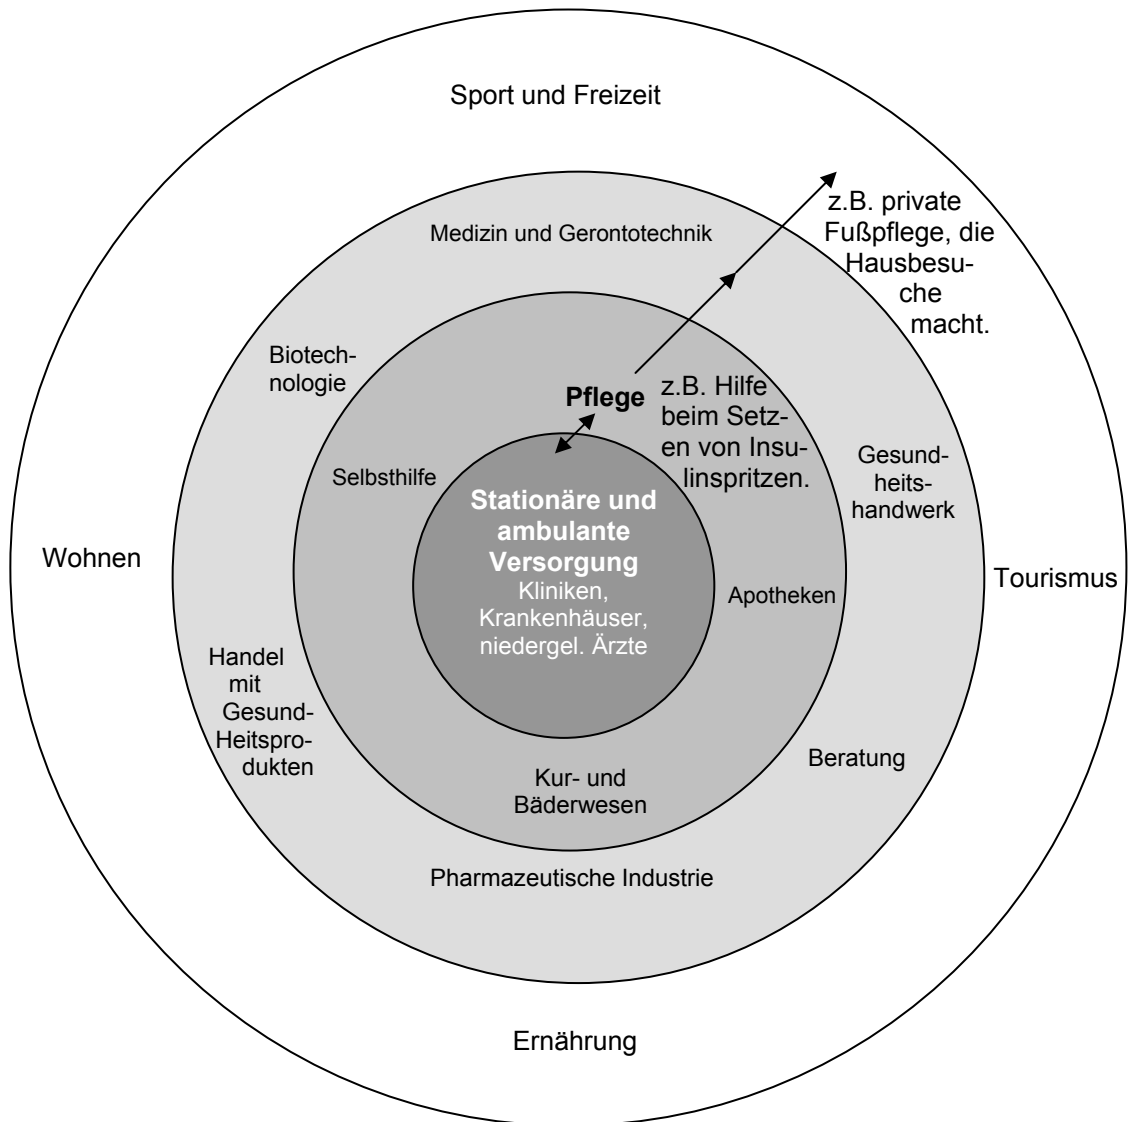 Sport und Freizeit
z.B. private
Fußpflege, die
Hausbesu-
che
macht.
Medizin und Gerontotechnik
Biotech-
nologie
Pflege
z.B. Hilfe
beim Setz-
en von Insu-
linspritzen.
Gesund-
heits-
handwerk
Selbsthilfe
Stationäre und
ambulante
Versorgung
Kliniken,
Krankenhäuser,
niedergel. Ärzte
Wohnen
Apotheken
Tourismus
Handel
mit
Gesund-
Heitspro-
dukten
Beratung
Kur- und
Bäderwesen
Pharmazeutische Industrie
Ernährung